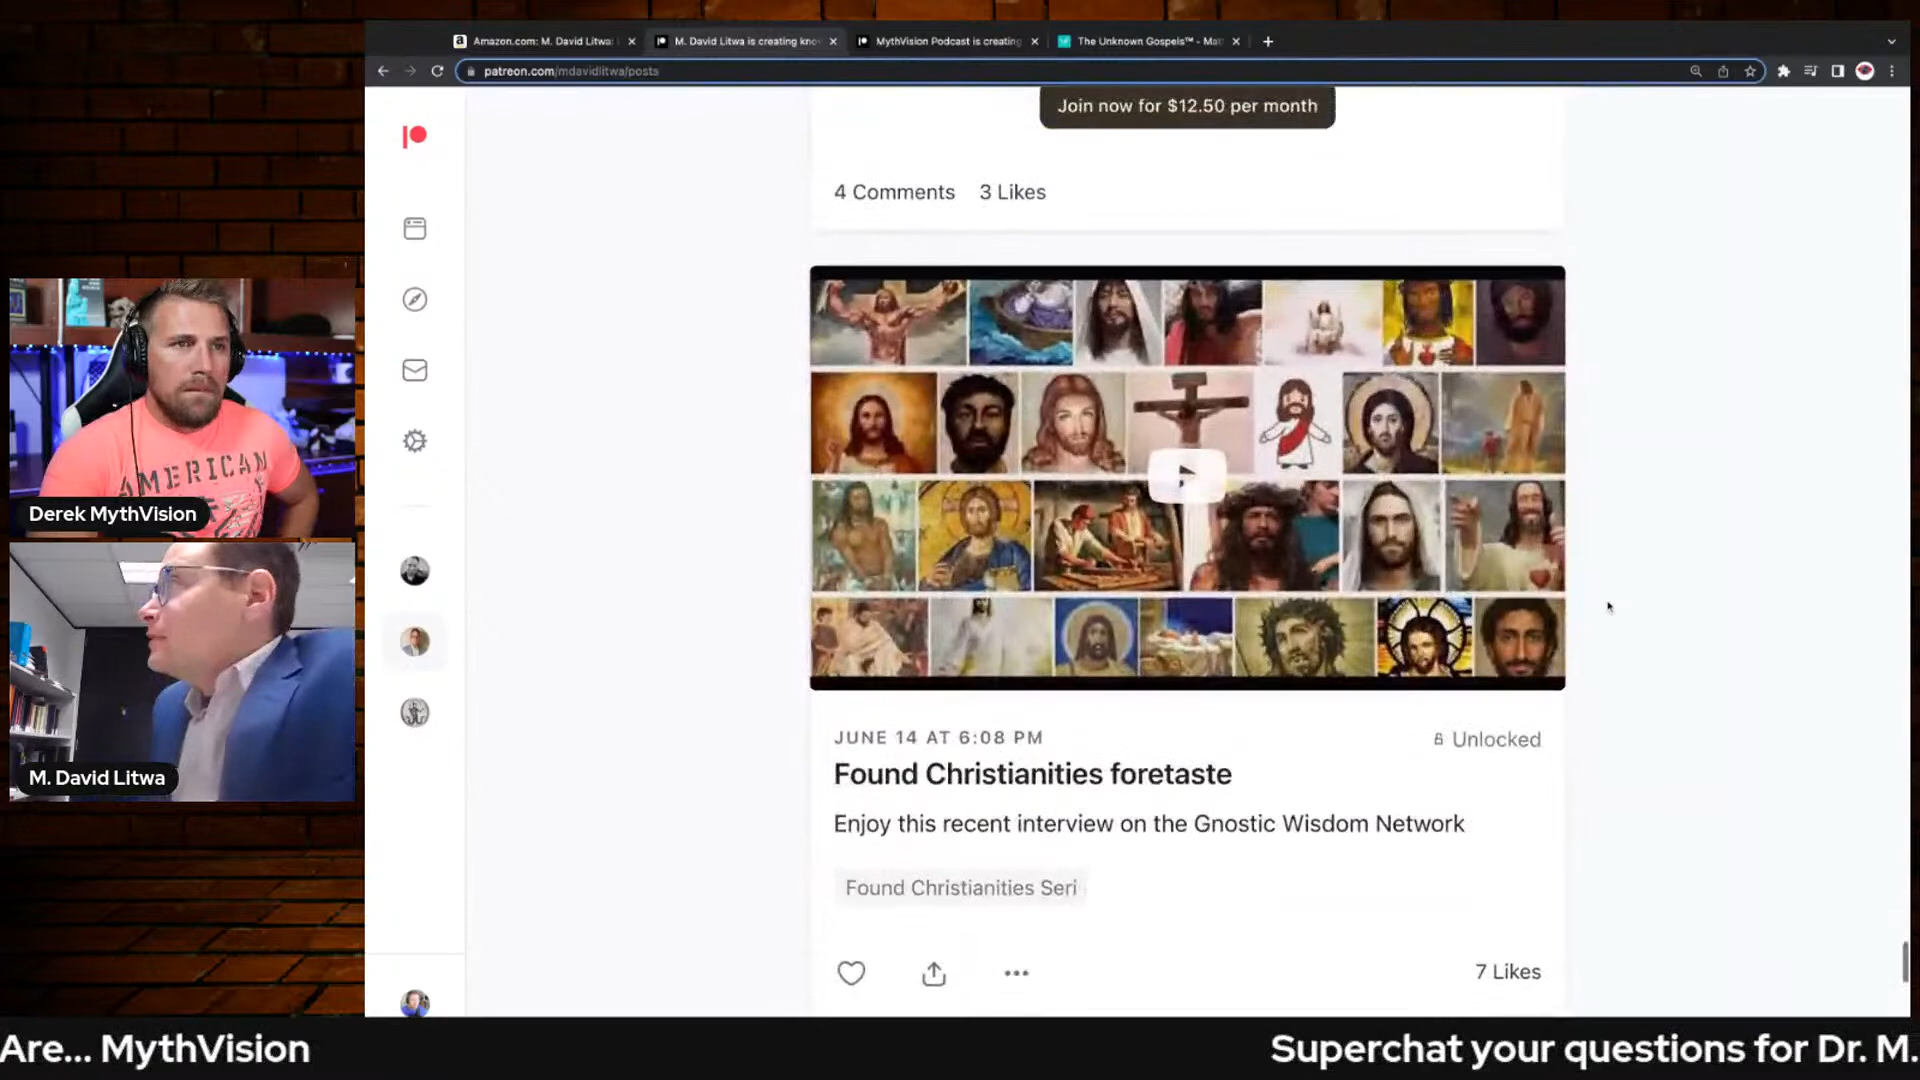 Amazon.com: M. David Litwa:
M. David Litwa is creating kno
MythVision Podcast is creating
The Unknown Gospels™ - Mat
patreon.com/mdavidlitwa/posts
Join now for $12.50 per month
4 Comments 3 Likes
AMERICAN
Derek MythVision
M. David Litwa
JUNE 14 AT 6:08 PM
Unlocked
Found Christianities foretaste
Enjoy this recent interview on the Gnostic Wisdom Network
Found Christianities Seri
7 Likes
Are... MythVision
Superchat your questions for Dr. M.